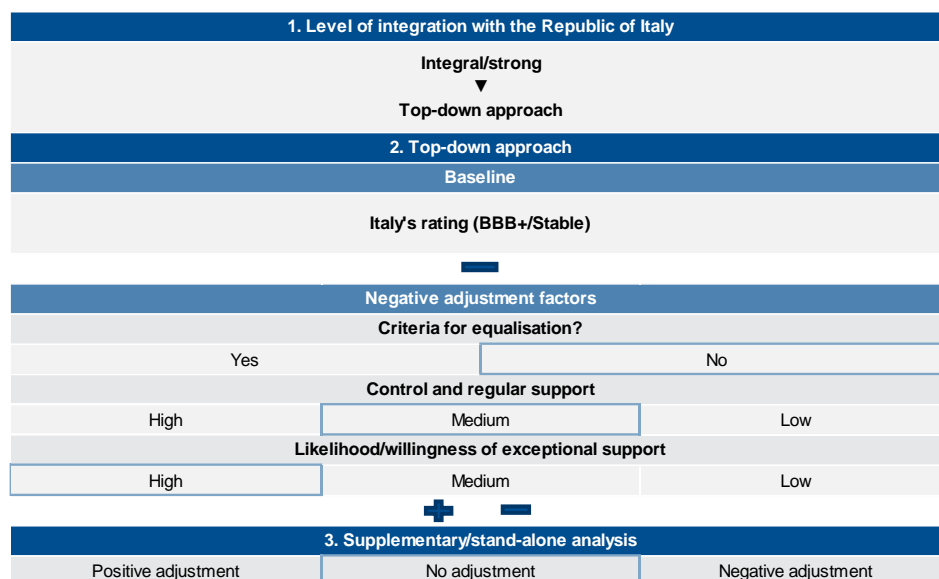 1. Level of integration with the Republic of Italy
Integral/strong
▼
Top-down approach
2. Top-down approach
Baseline
Italy's rating (BBB+/Stable)
Negative adjustment factors
Criteria for equalisation?
Yes No
Control and regular support
High Medium Low
Likelihood/willingness of exceptional support
High Medium Low
3. Supplementary/stand-alone analysis
Positive adjustment No adjustment Negative adjustment